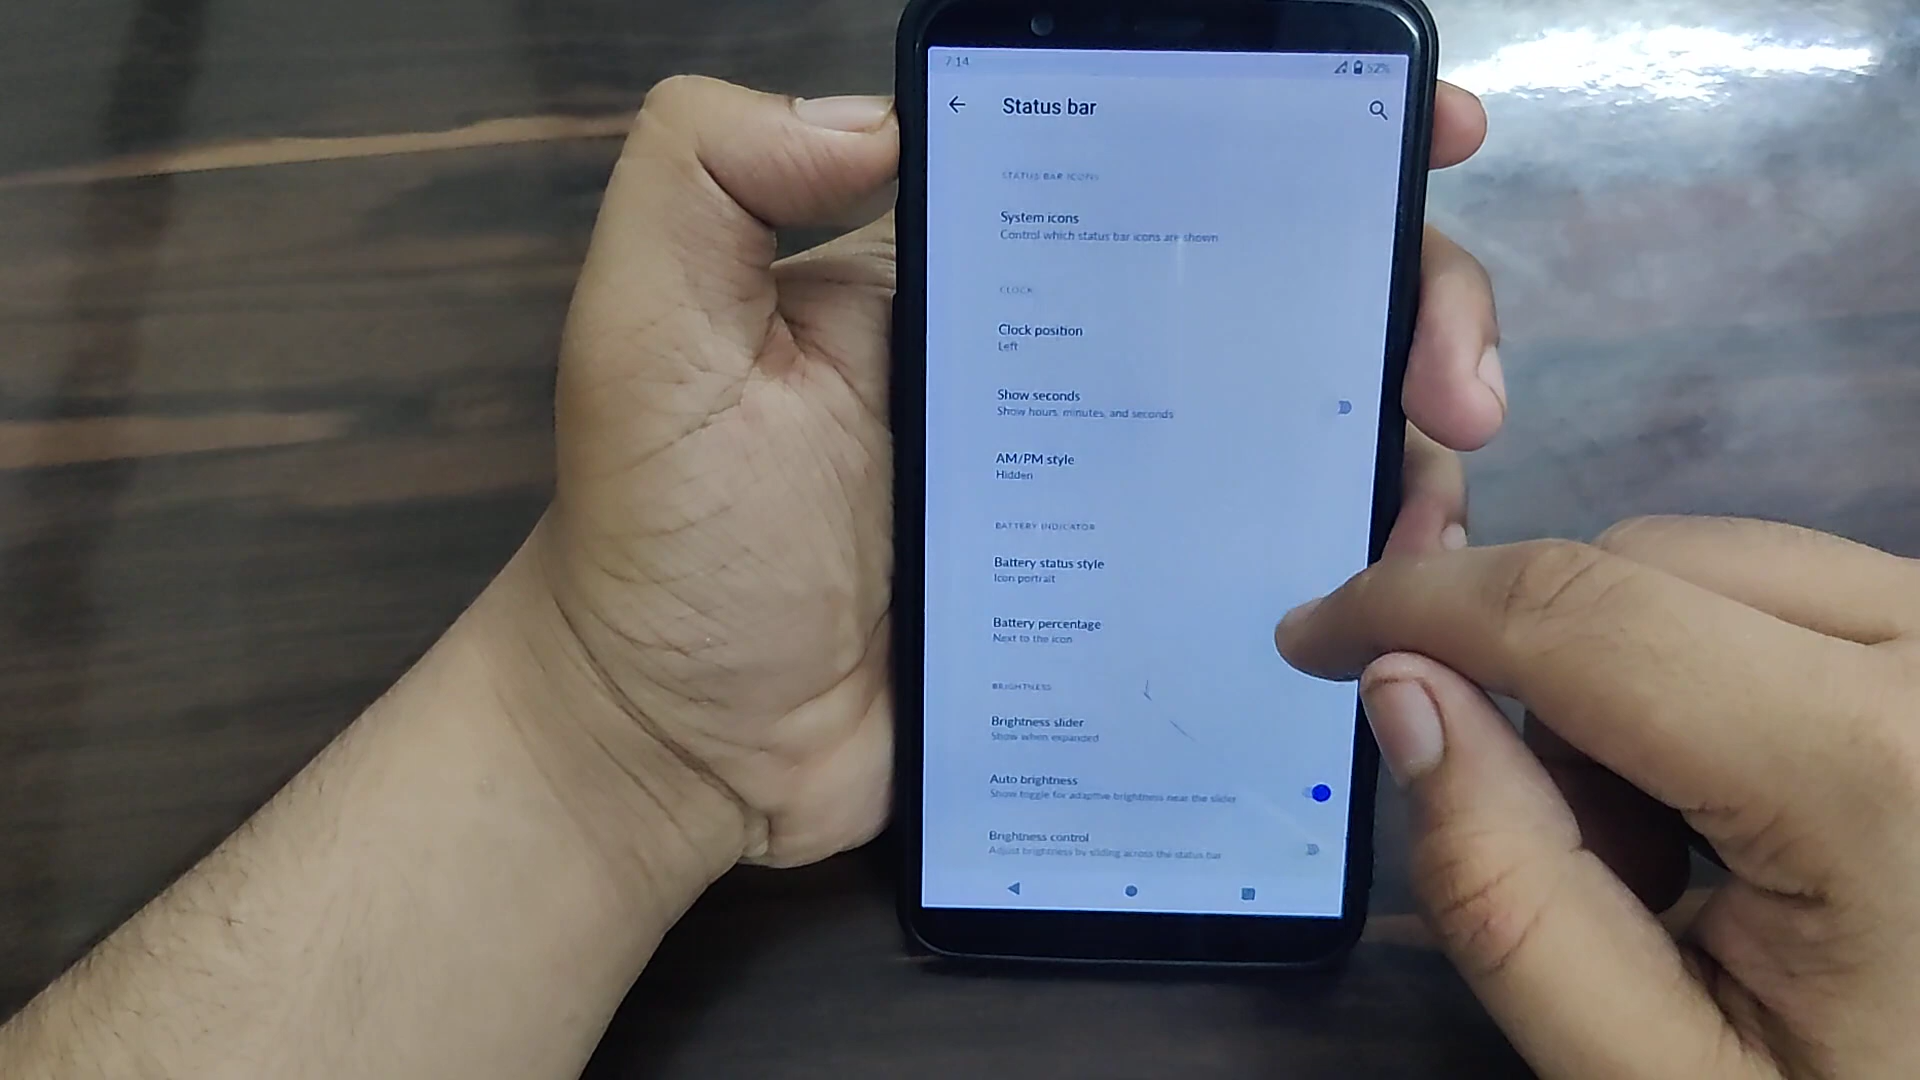 7:14
52%
Status bar
STATUS BAR ICONS
System icons
Control which status bar icons are shown
CLOCK
Clock position
Left
Show seconds
Show hours, minutes, and seconds
AM/PM style
Hidden
BATTERY INDICATOR
Battery status style
Icon portrait
Battery percentage
Next to the icon
BRIGHTNESS
Brightness slider
Show when expanded
Auto brightness
Show toggle for adaptive brightness near the slider
Brightness control
Adjust brightness by sliding across the status bar